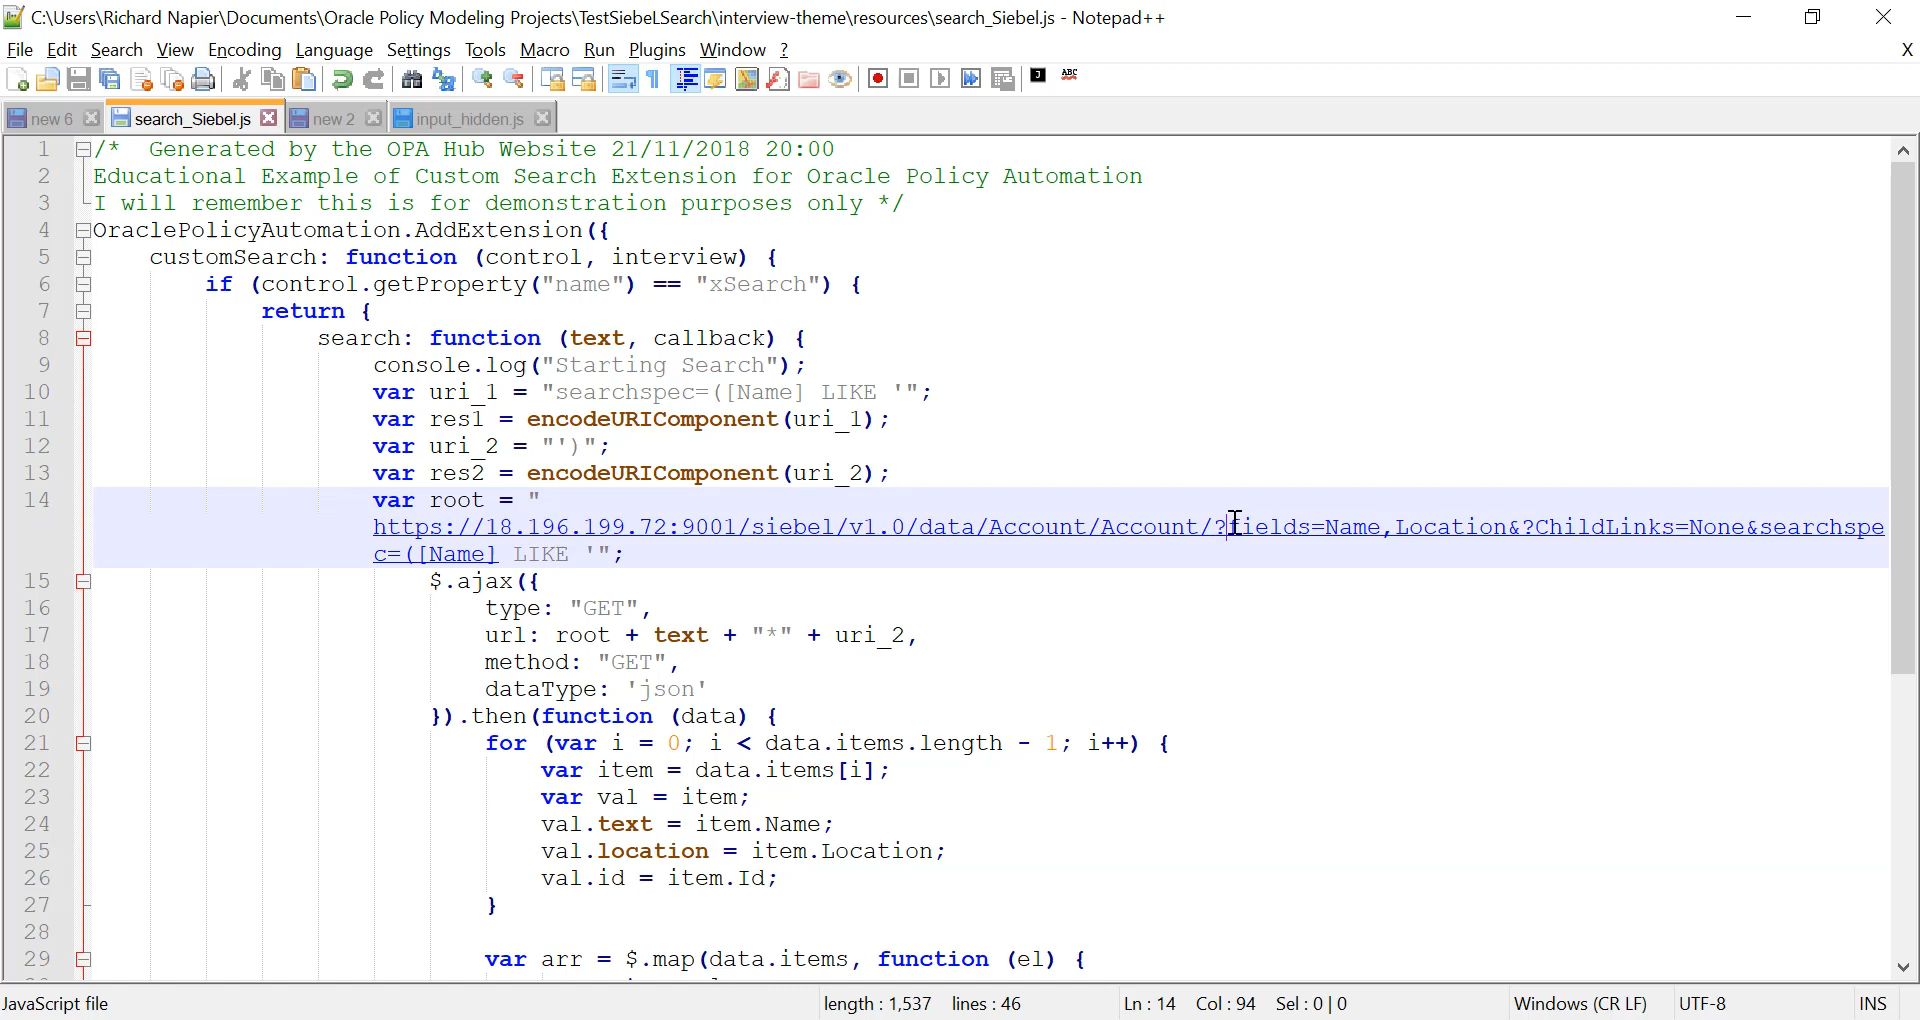 C:\Users\Richard Napier\Documents\Oracle Policy Modeling Projects\TestSiebeLSearch\interview-theme\resources\search_Siebel.js - Notepad++
File Edit Search View Encoding Language Settings Tools Macro Run Plugins Window ? X
new 6 search_Siebel.js new 2 input_hidden.js
1 /*  Generated by the OPA Hub Website 21/11/2018 20:00
2 Educational Example of Custom Search Extension for Oracle Policy Automation
3 I will remember this is for demonstration purposes only */
4 OraclePolicyAutomation.AddExtension({
5     customSearch: function (control, interview) {
6         if (control.getProperty("name") == "xSearch") {
7             return {
8                 search: function (text, callback) {
9                     console.log("Starting Search");
10                     var uri_1 = "searchspec=([Name] LIKE '";
11                     var res1 = encodeURIComponent(uri_1);
12                     var uri_2 = "')";
13                     var res2 = encodeURIComponent(uri_2);
14                     var root = "
https://18.196.199.72:9001/siebel/v1.0/data/Account/Account/?fields=Name,Location&?ChildLinks=None&searchspe
c=([Name] LIKE '";
15                         $.ajax({
16                             type: "GET",
17                             url: root + text + "*" + uri_2,
18                             method: "GET",
19                             dataType: 'json'
20                         }).then(function (data) {
21                             for (var i = 0; i < data.items.length - 1; i++) {
22                                 var item = data.items[i];
23                                 var val = item;
24                                 val.text = item.Name;
25                                 val.location = item.Location;
26                                 val.id = item.Id;
27                             }
28
29                             var arr = $.map(data.items, function (el) {
JavaScript file length : 1,537 lines : 46 Ln : 14 Col : 94 Sel : 0 | 0 Windows (CR LF) UTF-8 INS